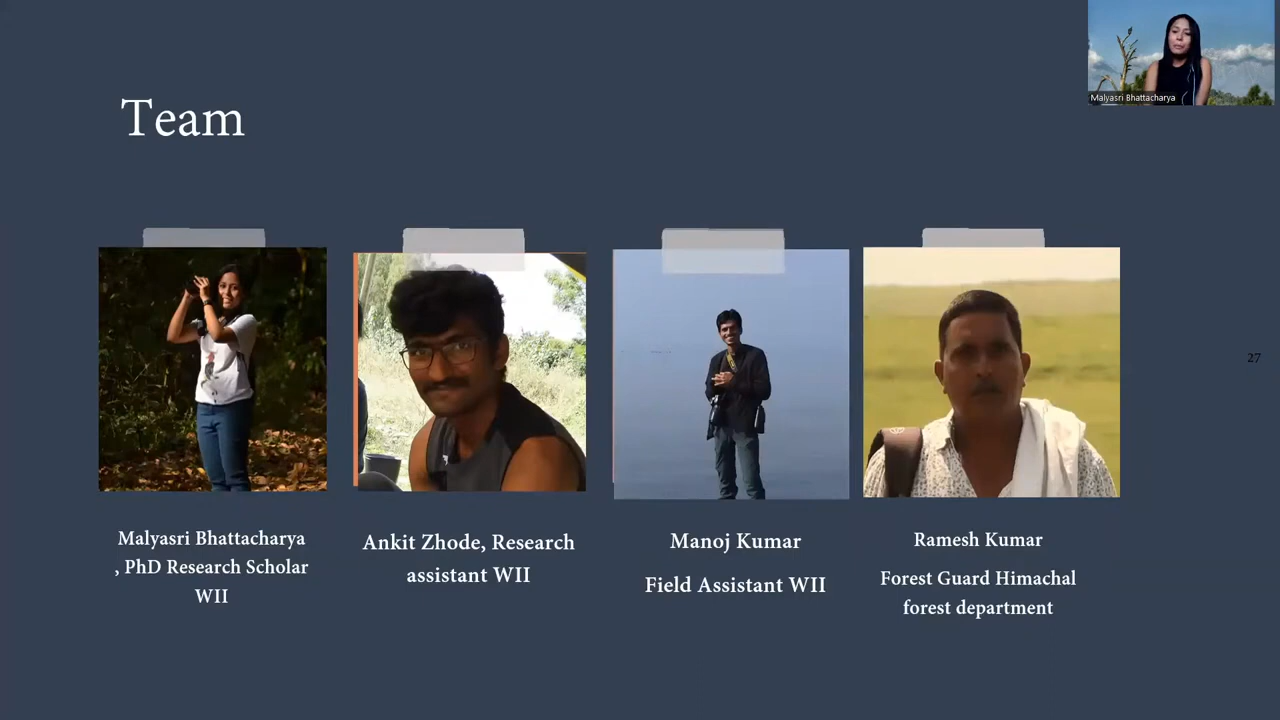 Malyasri Bhattacharya
Team
27
Malyasri Bhattacharya
, PhD Research Scholar
WII
Ankit Zhode, Research
assistant WII
Manoj Kumar
Field Assistant WII
Ramesh Kumar
Forest Guard Himachal
forest department